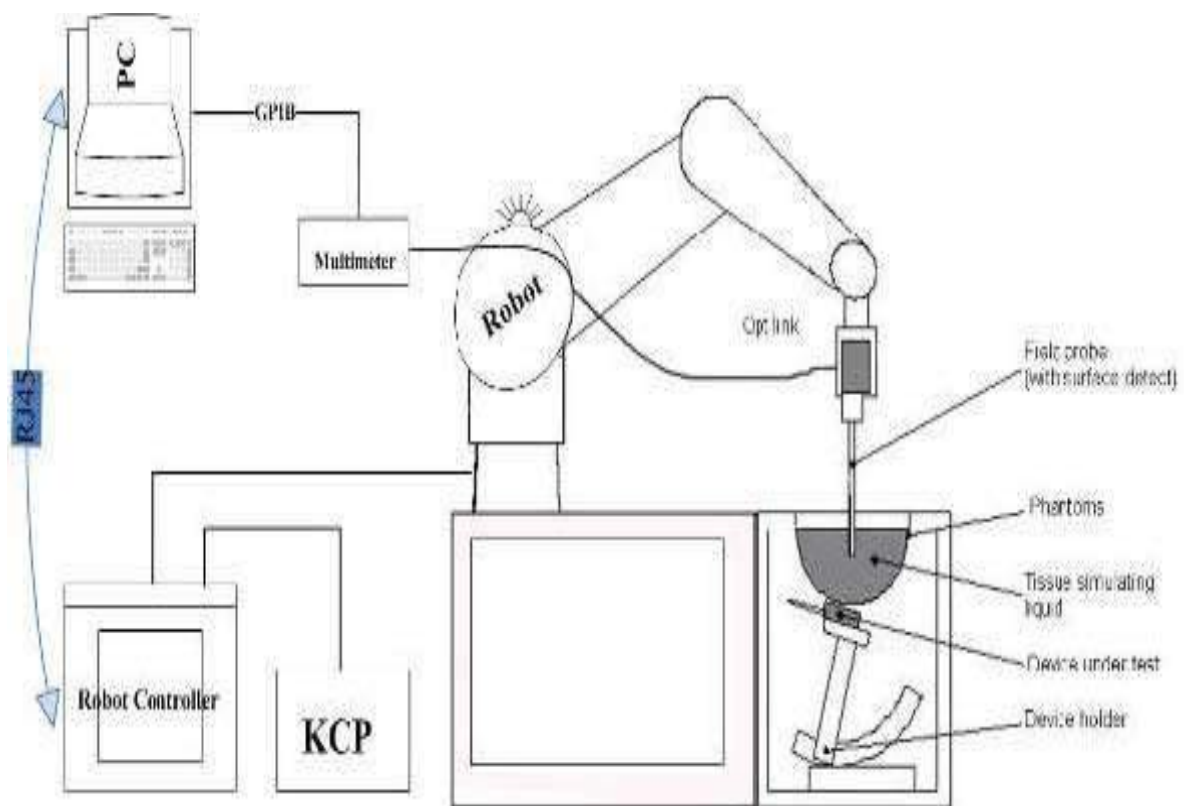 PC
GPIB
Multimeter
Robot
Opt link
Field probe
(with surface detect)
RJ45
Phantoms
Tissue simulating
liquid
Device under test
Robot Controller
KCP
Device holder